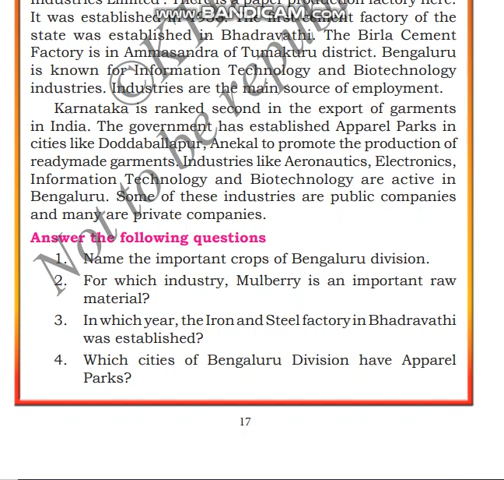 www.BANDICAM.com
It was established first cement factory of the
state was established in Bhadravathi. The Birla Cement
Factory is in Ammasandra of Tumakuru district. Bengaluru
is known for Information Technology and Biotechnology
industries. Industries are the main source of employment.
Karnataka is ranked second in the export of garments
in India. The government has established Apparel Parks in
cities like Doddaballapur, Anekal to promote the production of
readymade garments. Industries like Aeronautics, Electronics,
Information Technology and Biotechnology are active in
Bengaluru. Some of these industries are public companies
and many are private companies.
Answer the following questions
1. Name the important crops of Bengaluru division.
2. For which industry, Mulberry is an important raw
material?
3. In which year, the Iron and Steel factory in Bhadravathi
was established?
4. Which cities of Bengaluru Division have Apparel
Parks?
17
Not to be republi